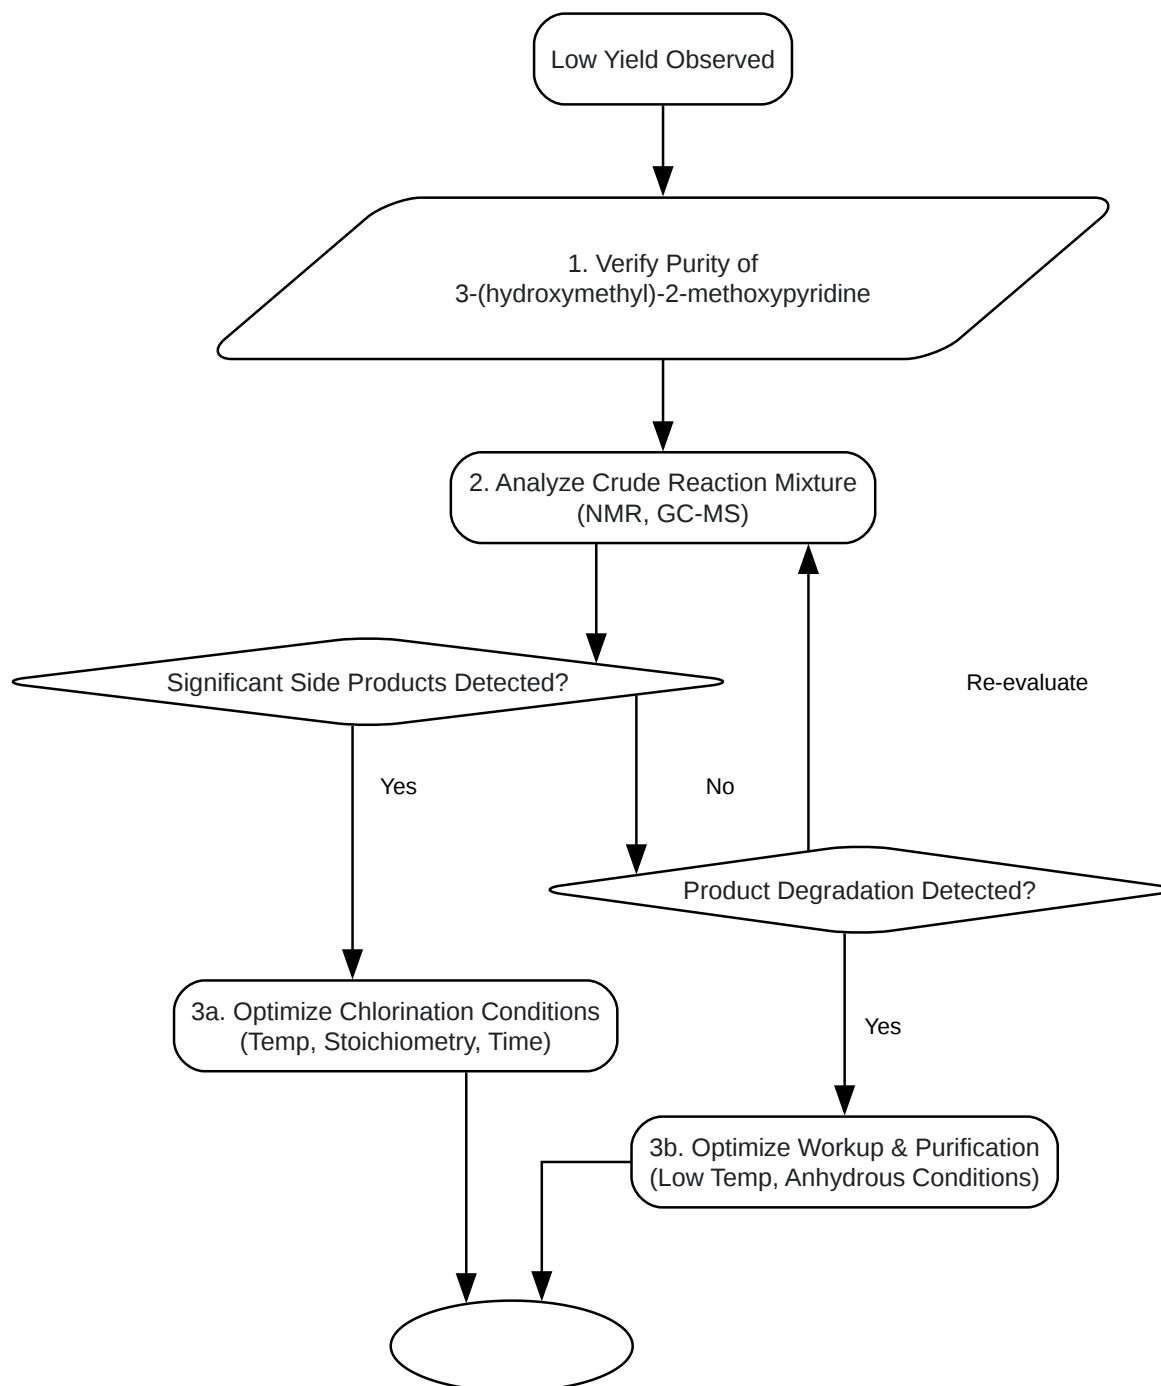 Low Yield Observed
1. Verify Purity of
3-(hydroxymethyl)-2-methoxypyridine
2. Analyze Crude Reaction Mixture
(NMR, GC-MS)
Significant Side Products Detected?
Re-evaluate
Yes
No
Product Degradation Detected?
3a. Optimize Chlorination Conditions
(Temp, Stoichiometry, Time)
Yes
3b. Optimize Workup & Purification
(Low Temp, Anhydrous Conditions)